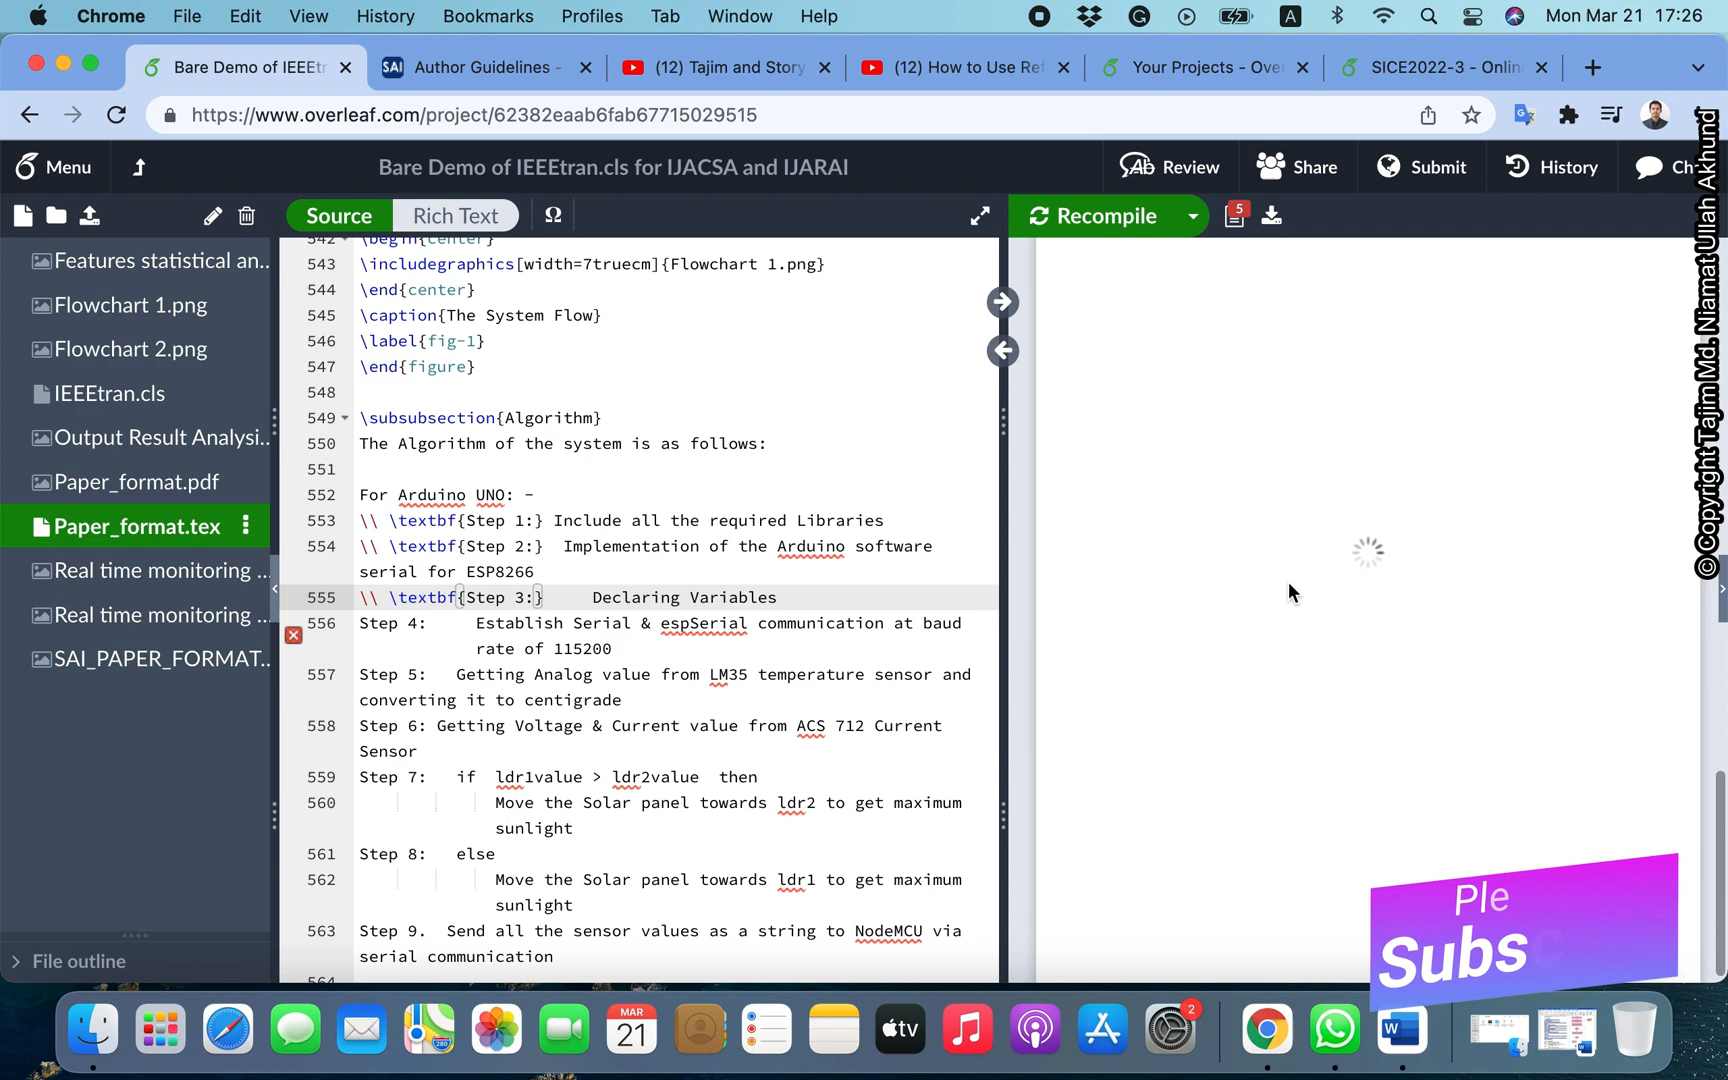 Chrome File Edit View History Bookmarks Profiles Tab Window Help Mon Mar 21 17:26
Bare Demo of IEEEtr
SAI Author Guidelines -
(12) Tajim and Story
(12) How to Use Ref
Your Projects - Over
SICE2022-3 - Onlin
https://www.overleaf.com/project/62382eaab6fab67715029515
Menu
Bare Demo of IEEEtran.cls for IJACSA and IJARAI
Review Share Submit History Ch
Source Rich Text Ω
Recompile 5
Features statistical an...
Flowchart 1.png
Flowchart 2.png
IEEEtran.cls
Output Result Analysi...
Paper_format.pdf
Paper_format.tex
Real time monitoring ...
Real time monitoring ...
SAI_PAPER_FORMAT...
File outline
542 \begin{center}
543 \includegraphics[width=7truecm]{Flowchart 1.png}
544 \end{center}
545 \caption{The System Flow}
546 \label{fig-1}
547 \end{figure}
548
549 \subsubsection{Algorithm}
550 The Algorithm of the system is as follows:
551
552 For Arduino UNO: -
553 \\ \textbf{Step 1:} Include all the required Libraries
554 \\ \textbf{Step 2:} Implementation of the Arduino software
serial for ESP8266
555 \\ \textbf{Step 3:} Declaring Variables
556 Step 4: Establish Serial & espSerial communication at baud
rate of 115200
557 Step 5: Getting Analog value from LM35 temperature sensor and
converting it to centigrade
558 Step 6: Getting Voltage & Current value from ACS 712 Current
Sensor
559 Step 7: if ldr1value > ldr2value then
560 Move the Solar panel towards ldr2 to get maximum
sunlight
561 Step 8: else
562 Move the Solar panel towards ldr1 to get maximum
sunlight
563 Step 9. Send all the sensor values as a string to NodeMCU via
serial communication
564
©Copyright Tajim Md. Niamat Ullah Akhund
Ple
Subsc
MAR
21
tv
2